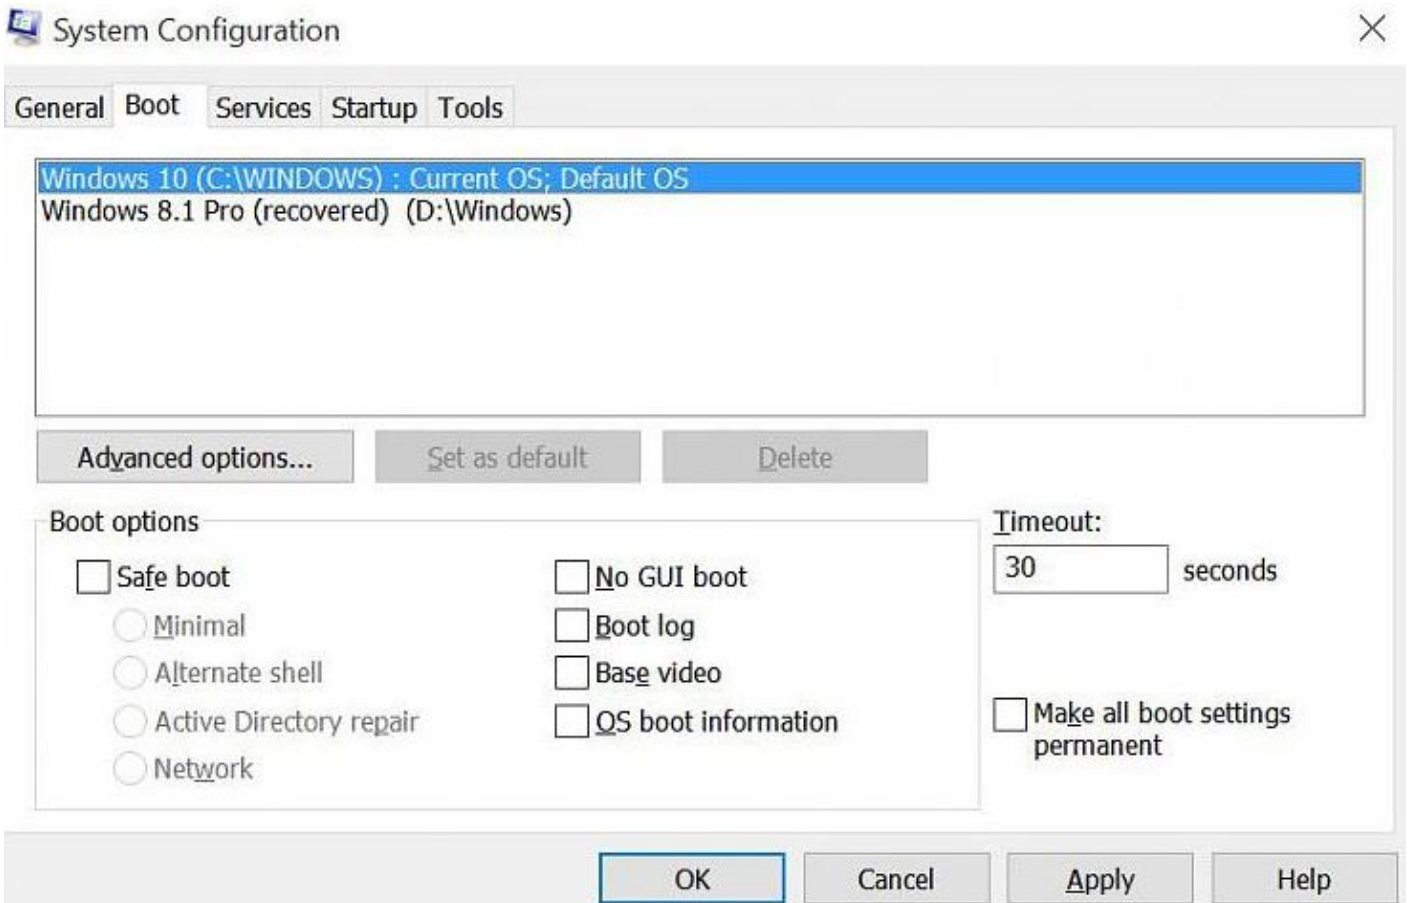 System Configuration
General Boot Services Startup Tools
Windows 10 (C:\WINDOWS) : Current OS; Default OS
Windows 8.1 Pro (recovered) (D:\Windows)
Advanced options... Set as default Delete
Boot options
Safe boot
Minimal
Alternate shell
Active Directory repair
Network
No GUI boot
Boot log
Base video
OS boot information
Timeout:
30 seconds
Make all boot settings
permanent
OK Cancel Apply Help